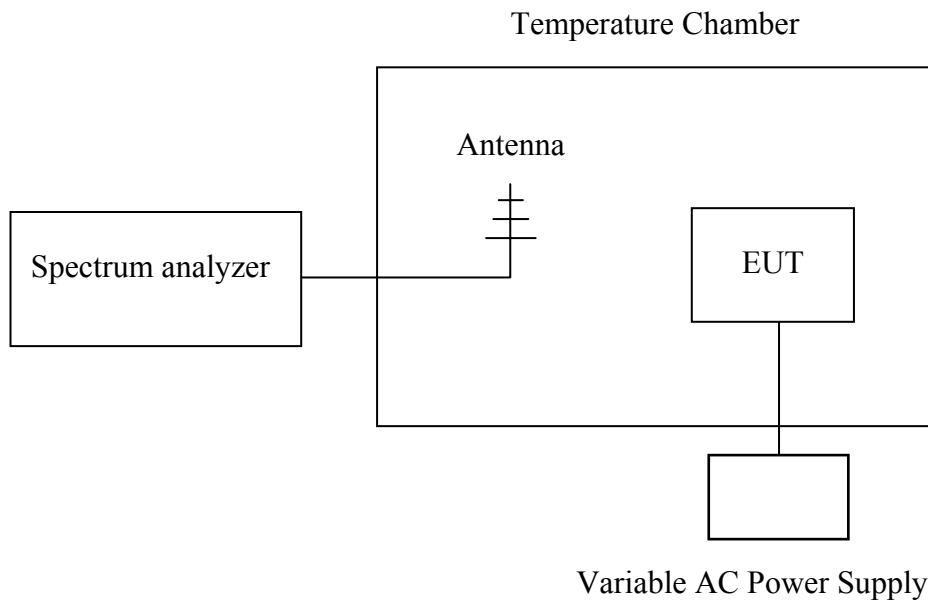 Temperature Chamber
Antenna
Spectrum analyzer
EUT
Variable AC Power Supply